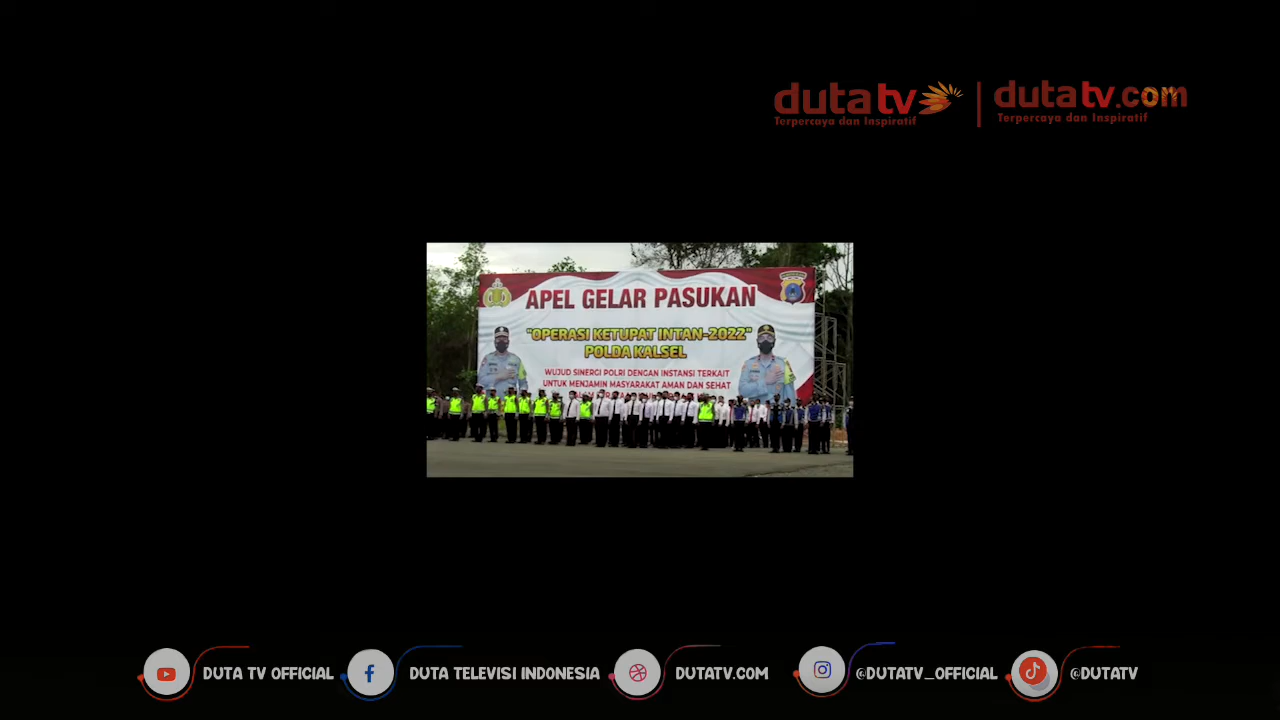 dutatv
Terpercaya dan Inspiratif
dutatv.com
Terpercaya dan Inspiratif
APEL GELAR PASUKAN
"OPERASI KETUPAT INTAN-2022"
POLDA KALSEL
WUJUD SINERGI POLRI DENGAN INSTANSI TERKAIT
UNTUK MENJAMIN MASYARAKAT AMAN DAN SEHAT
DUTA TV OFFICIAL
DUTA TELEVISI INDONESIA
DUTATV.COM
@DUTATV_OFFICIAL
@DUTATV